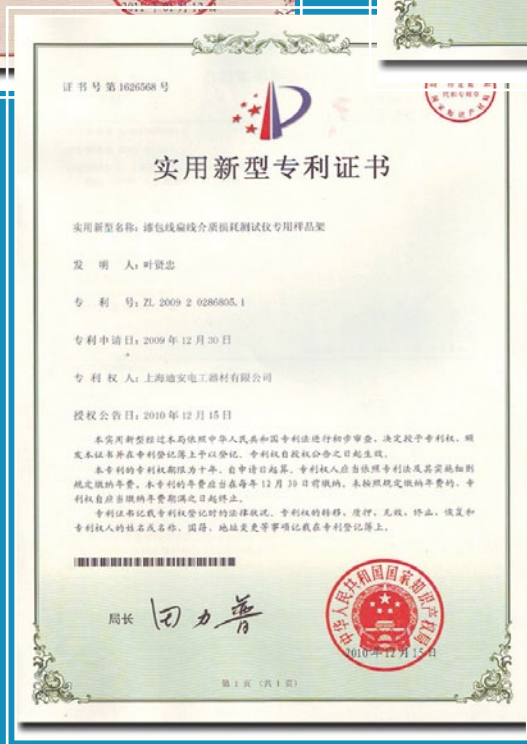 证书号第1626568号
实用新型专利证书
实用新型名称：漆包线扁线介质损耗测试仪专用样品架
发 明 人：叶贤忠
专 利 号：ZL 2009 2 0286805.1
专利申请日：2009年12月30日
专 利 权 人：上海迪安电工器材有限公司
授权公告日：2010年12月15日
本实用新型经过本局依照中华人民共和国专利法进行初步审查，决定授予专利权，颁
发本证书并在专利登记簿上予以登记。专利权自授权公告之日起生效。
本专利的专利权期限为十年，自申请日起算。专利权人应当依照专利法及其实施细则
规定缴纳年费。本专利的年费应当在每年12月30日前缴纳。未按照规定缴纳年费的，专
利权自应当缴纳年费期满之日起终止。
专利证书记载专利权登记时的法律状况。专利权的转移、质押、无效、终止、恢复和
专利权人的姓名或名称、国籍、地址变更等事项记载在专利登记簿上。
局长 田力普
中华人民共和国国家知识产权局
2010年12月15日
第1页（共1页）